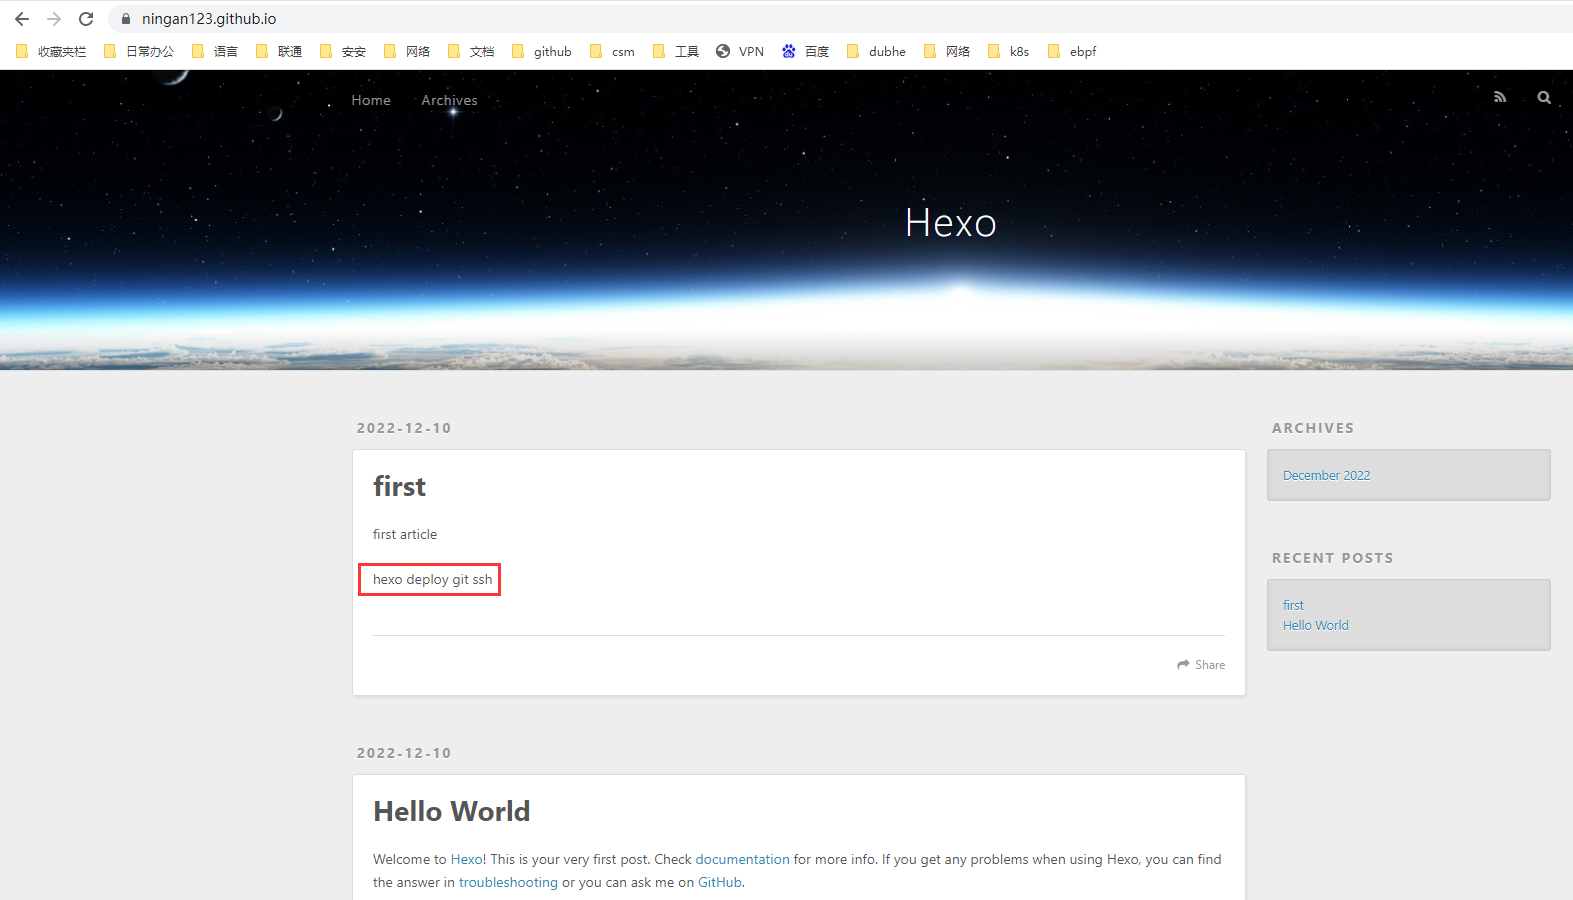 ningan123.github.io
收藏夹栏 日常办公 语言 联通 安安 网络 文档 github csm 工具 VPN 百度 dubhe 网络 k8s ebpf
Home Archives
Hexo
2022-12-10
first
first article
hexo deploy git ssh
Share
2022-12-10
Hello World
Welcome to Hexo! This is your very first post. Check documentation for more info. If you get any problems when using Hexo, you can find
the answer in troubleshooting or you can ask me on GitHub.
ARCHIVES
December 2022
RECENT POSTS
first
Hello World